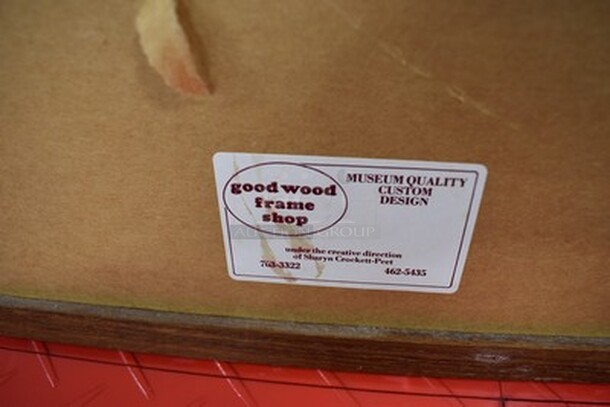 good wood
frame
shop
MUSEUM QUALITY
CUSTOM
DESIGN
under the creative direction
of Sharyn Crockett-Peet
763-3322 462-5435